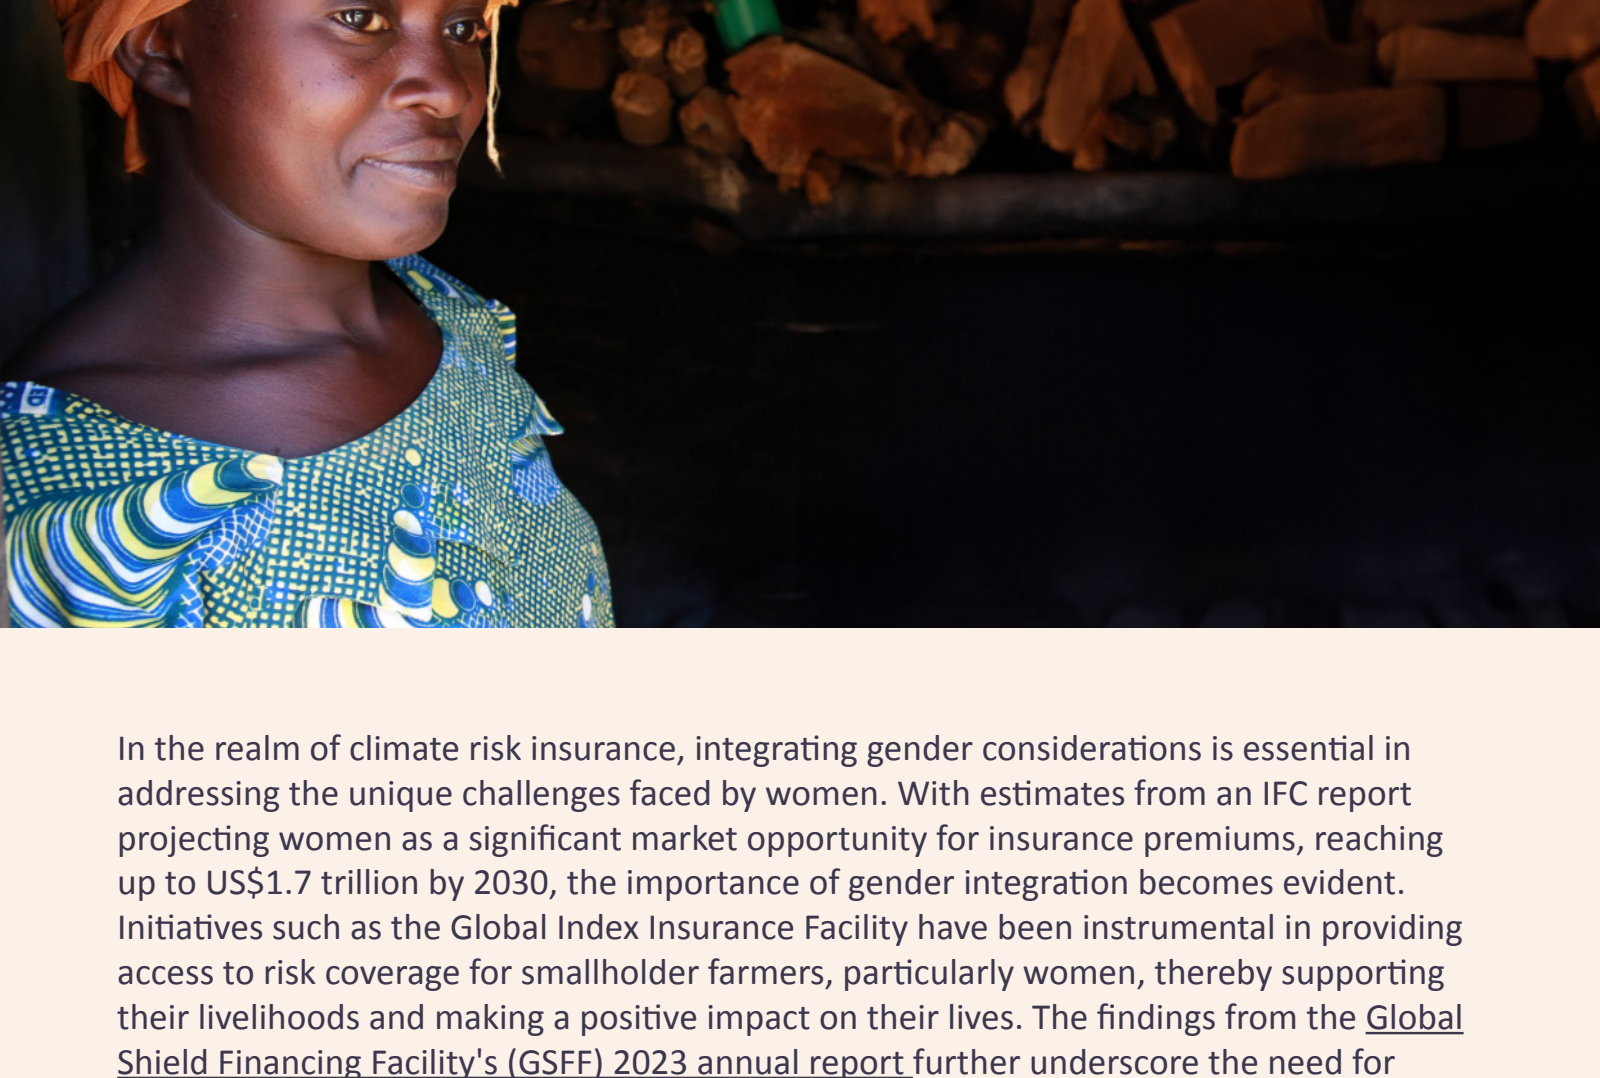 In the realm of climate risk insurance, integrating gender considerations is essential in
addressing the unique challenges faced by women. With estimates from an IFC report
projecting women as a significant market opportunity for insurance premiums, reaching
up to US$1.7 trillion by 2030, the importance of gender integration becomes evident.
Initiatives such as the Global Index Insurance Facility have been instrumental in providing
access to risk coverage for smallholder farmers, particularly women, thereby supporting
their livelihoods and making a positive impact on their lives. The findings from the Global
Shield Financing Facility's (GSFF) 2023 annual report further underscore the need for